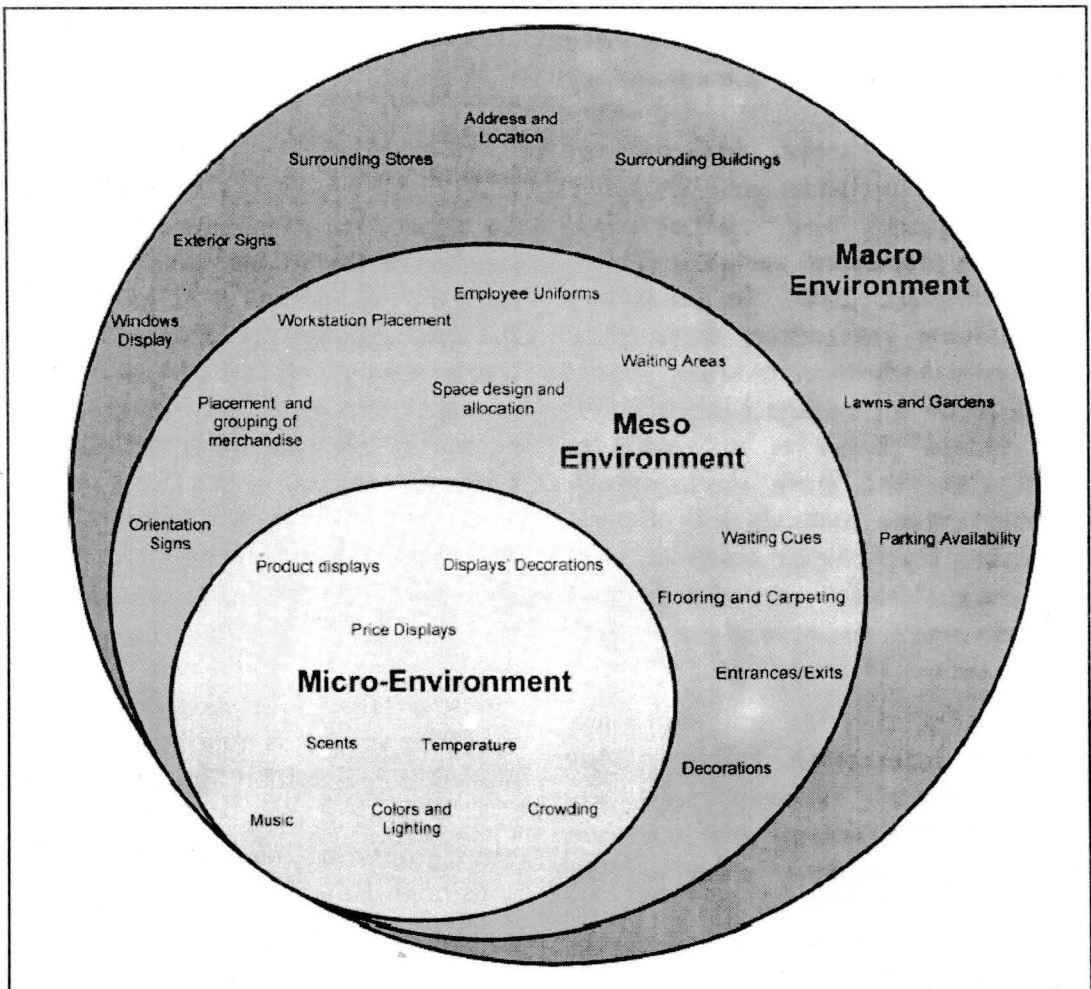 Address and
Location
Surrounding Stores
Surrounding Buildings
Exterior Signs
Macro
Environment
Windows
Display
Employee Uniforms
Workstation Placement
Waiting Areas
Space design and
allocation
Placement and
grouping of
merchandise
Lawns and Gardens
Meso
Environment
Orientation
Signs
Waiting Cues
Parking Availability
Product displays
Displays' Decorations
Flooring and Carpeting
Price Displays
Entrances/Exits
Micro-Environment
Scents
Temperature
Decorations
Music
Colors and
Lighting
Crowding